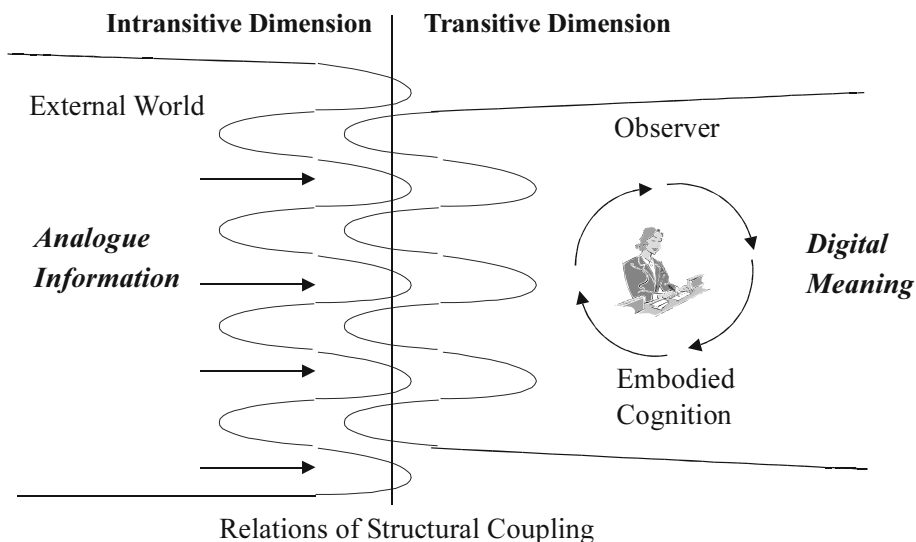 Intransitive Dimension
Transitive Dimension
External World
Observer
Analogue
Information
Digital
Meaning
Embodied
Cognition
Relations of Structural Coupling